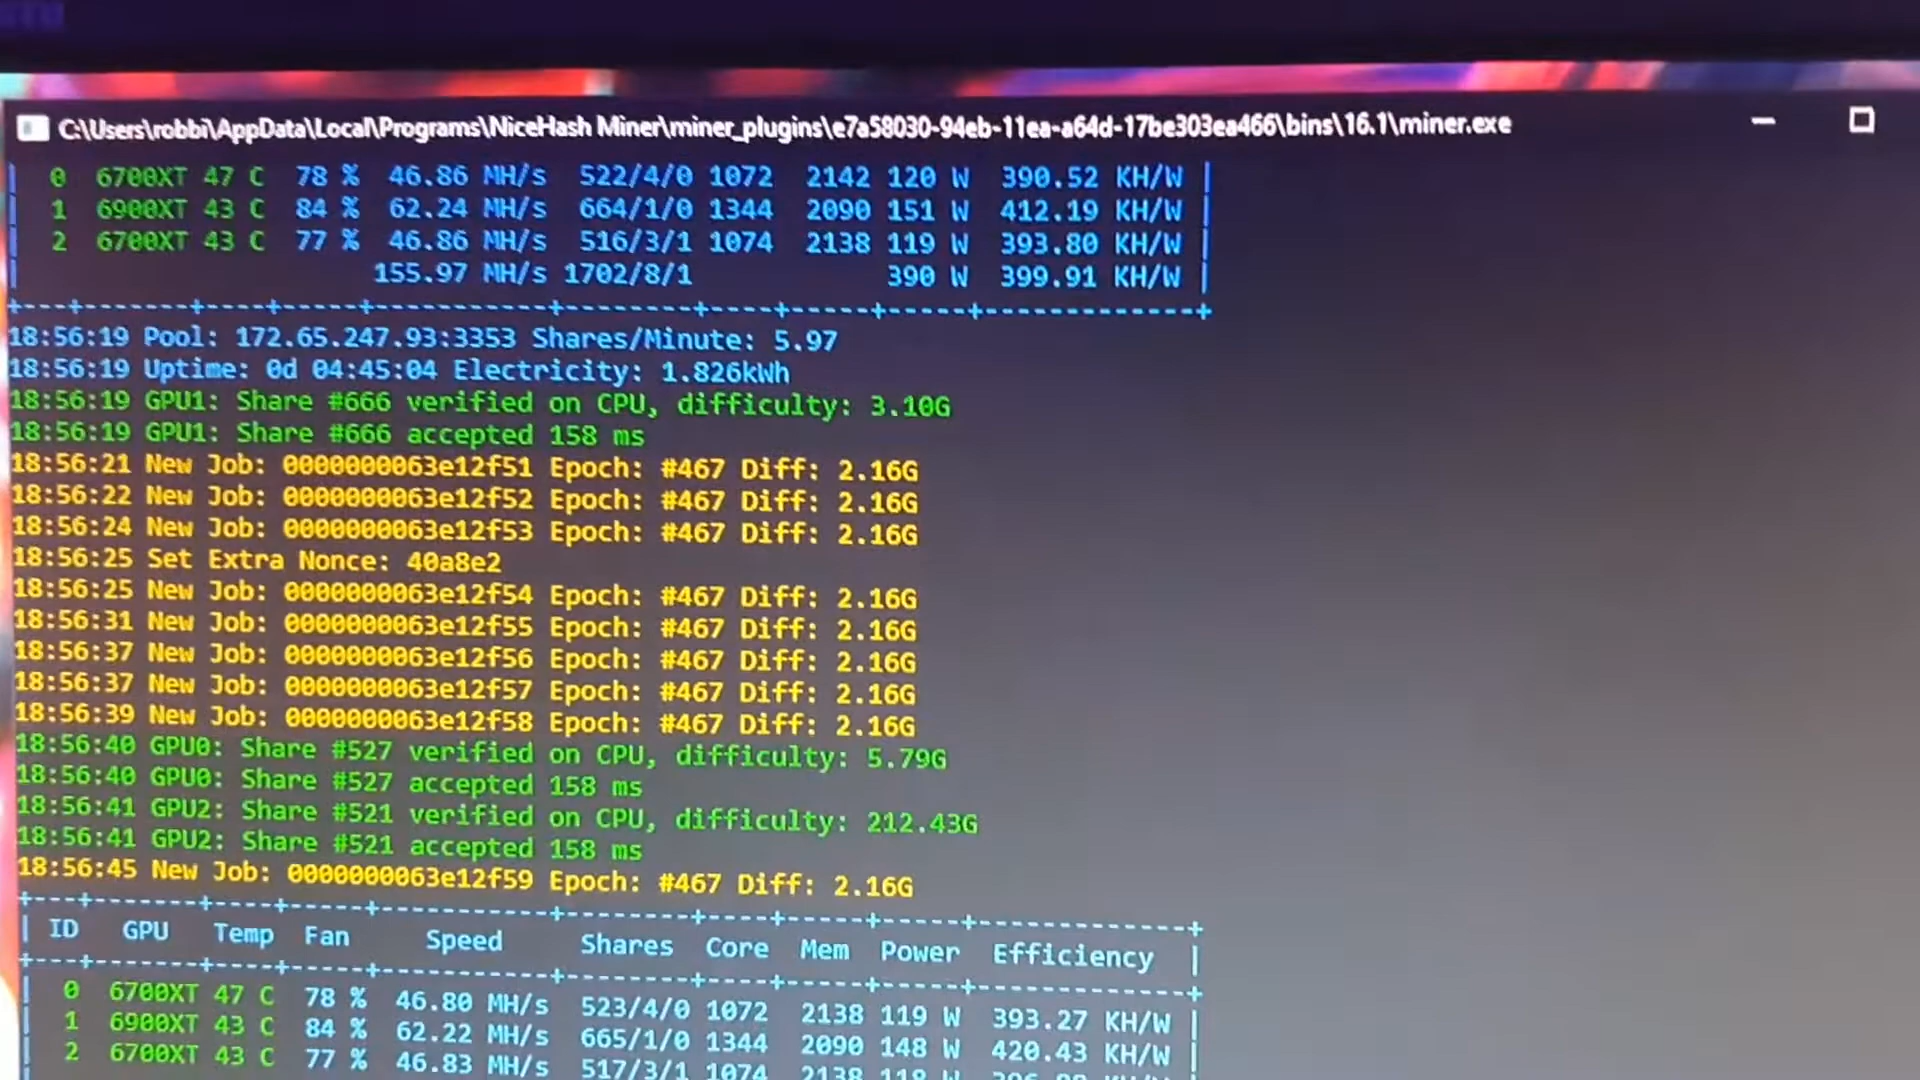 C:\Users\robbi\AppData\Local\Programs\NiceHash Miner\miner_plugins\e7a58030-94eb-11ea-a64d-17be303ea466\bins\16.1\miner.exe
0 6700XT 47 C 78 % 46.86 MH/s 522/4/0 1072 2142 120 W 390.52 KH/W
1 6900XT 43 C 84 % 62.24 MH/s 664/1/0 1344 2090 151 W 412.19 KH/W
2 6700XT 43 C 77 % 46.86 MH/s 516/3/1 1074 2138 119 W 393.80 KH/W
155.97 MH/s 1702/8/1 390 W 399.91 KH/W
18:56:19 Pool: 172.65.247.93:3353 Shares/Minute: 5.97
18:56:19 Uptime: 0d 04:45:04 Electricity: 1.826kWh
18:56:19 GPU1: Share #666 verified on CPU, difficulty: 3.10G
18:56:19 GPU1: Share #666 accepted 158 ms
18:56:21 New Job: 0000000063e12f51 Epoch: #467 Diff: 2.16G
18:56:22 New Job: 0000000063e12f52 Epoch: #467 Diff: 2.16G
18:56:24 New Job: 0000000063e12f53 Epoch: #467 Diff: 2.16G
18:56:25 Set Extra Nonce: 40a8e2
18:56:25 New Job: 0000000063e12f54 Epoch: #467 Diff: 2.16G
18:56:31 New Job: 0000000063e12f55 Epoch: #467 Diff: 2.16G
18:56:37 New Job: 0000000063e12f56 Epoch: #467 Diff: 2.16G
18:56:37 New Job: 0000000063e12f57 Epoch: #467 Diff: 2.16G
18:56:39 New Job: 0000000063e12f58 Epoch: #467 Diff: 2.16G
18:56:40 GPU0: Share #527 verified on CPU, difficulty: 5.79G
18:56:40 GPU0: Share #527 accepted 158 ms
18:56:41 GPU2: Share #521 verified on CPU, difficulty: 212.43G
18:56:41 GPU2: Share #521 accepted 158 ms
18:56:45 New Job: 0000000063e12f59 Epoch: #467 Diff: 2.16G
ID GPU Temp Fan Speed Shares Core Mem Power Efficiency
0 6700XT 47 C 78 % 46.80 MH/s 523/4/0 1072 2138 119 W 393.27 KH/W
1 6900XT 43 C 84 % 62.22 MH/s 665/1/0 1344 2090 148 W 420.43 KH/W
2 6700XT 43 C 77 % 46.83 MH/s 517/3/1 1074 2138 118 W KH/W